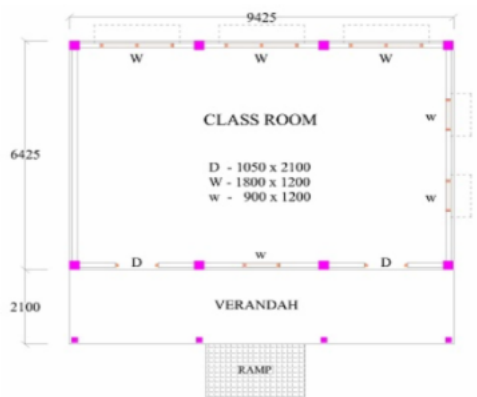 9425
W W W
CLASS ROOM
w
6425
D - 1050 x 2100
W - 1800 x 1200
w - 900 x 1200
w
w
D D
2100
VERANDAH
RAMP